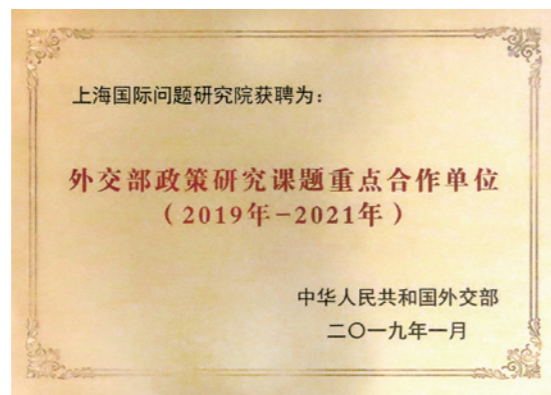 上海国际问题研究院获聘为：
外交部政策研究课题重点合作单位
（2019年-2021年）
中华人民共和国外交部
二〇一九年一月